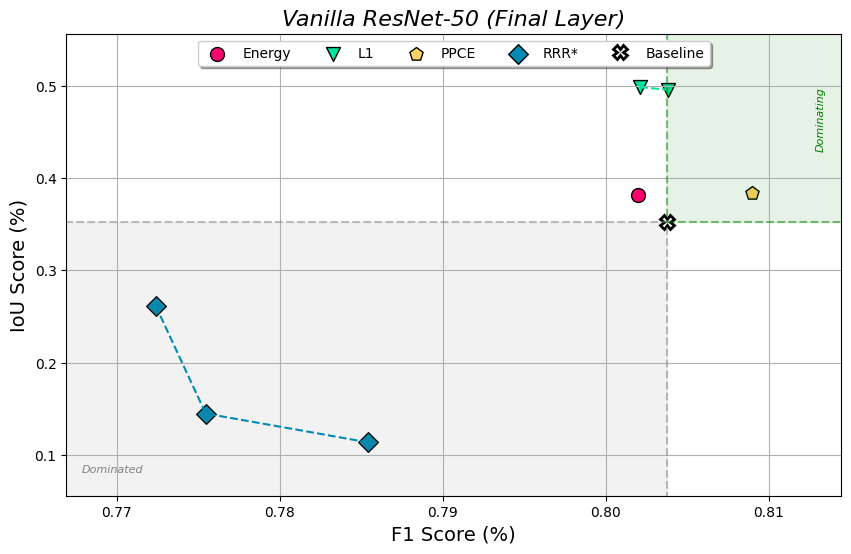 Vanilla ResNet-50 (Final Layer)
Energy L1 PPCE RRR* Baseline
Dominating
0.5
0.4
0.3
0.2
0.1
IoU Score (%)
Dominated
0.77 0.78 0.79 0.80 0.81
F1 Score (%)